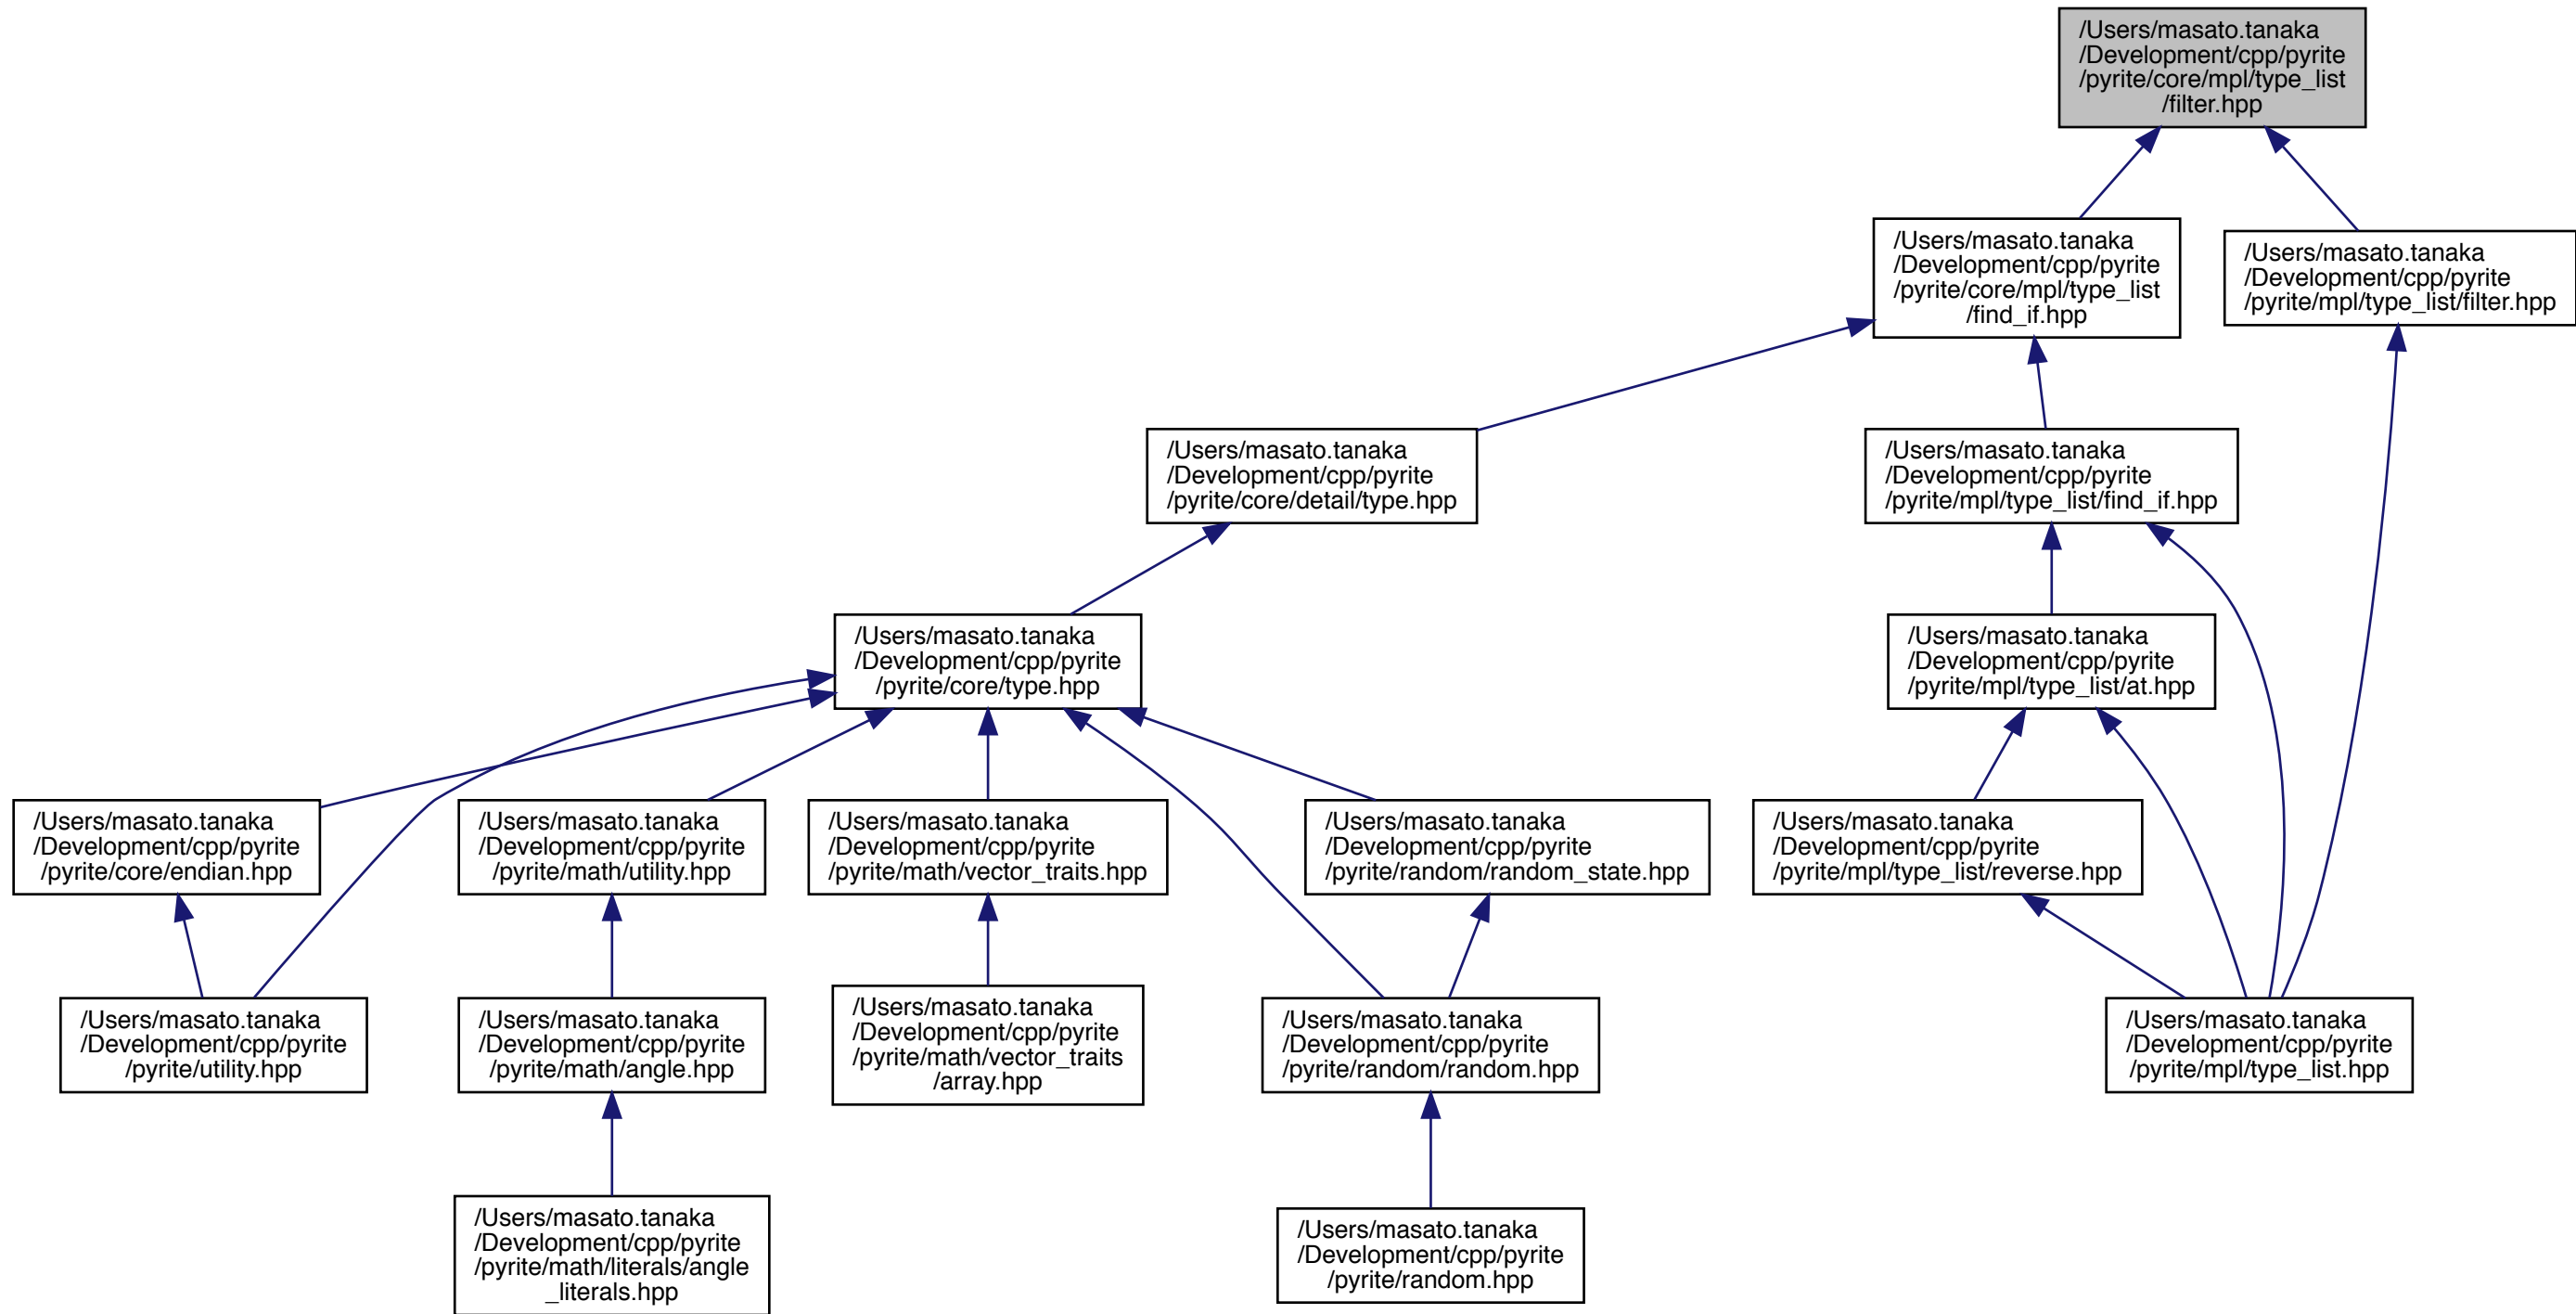 /Users/masato.tanaka
/Development/cpp/pyrite
/pyrite/core/mpl/type_list
/filter.hpp
/Users/masato.tanaka
/Development/cpp/pyrite
/pyrite/core/mpl/type_list
/find_if.hpp
/Users/masato.tanaka
/Development/cpp/pyrite
/pyrite/mpl/type_list/filter.hpp
/Users/masato.tanaka
/Development/cpp/pyrite
/pyrite/core/detail/type.hpp
/Users/masato.tanaka
/Development/cpp/pyrite
/pyrite/mpl/type_list/find_if.hpp
/Users/masato.tanaka
/Development/cpp/pyrite
/pyrite/core/type.hpp
/Users/masato.tanaka
/Development/cpp/pyrite
/pyrite/mpl/type_list/at.hpp
/Users/masato.tanaka
/Development/cpp/pyrite
/pyrite/core/endian.hpp
/Users/masato.tanaka
/Development/cpp/pyrite
/pyrite/math/utility.hpp
/Users/masato.tanaka
/Development/cpp/pyrite
/pyrite/math/vector_traits.hpp
/Users/masato.tanaka
/Development/cpp/pyrite
/pyrite/random/random_state.hpp
/Users/masato.tanaka
/Development/cpp/pyrite
/pyrite/mpl/type_list/reverse.hpp
/Users/masato.tanaka
/Development/cpp/pyrite
/pyrite/utility.hpp
/Users/masato.tanaka
/Development/cpp/pyrite
/pyrite/math/angle.hpp
/Users/masato.tanaka
/Development/cpp/pyrite
/pyrite/math/vector_traits
/array.hpp
/Users/masato.tanaka
/Development/cpp/pyrite
/pyrite/random/random.hpp
/Users/masato.tanaka
/Development/cpp/pyrite
/pyrite/mpl/type_list.hpp
/Users/masato.tanaka
/Development/cpp/pyrite
/pyrite/math/literals/angle
_literals.hpp
/Users/masato.tanaka
/Development/cpp/pyrite
/pyrite/random.hpp